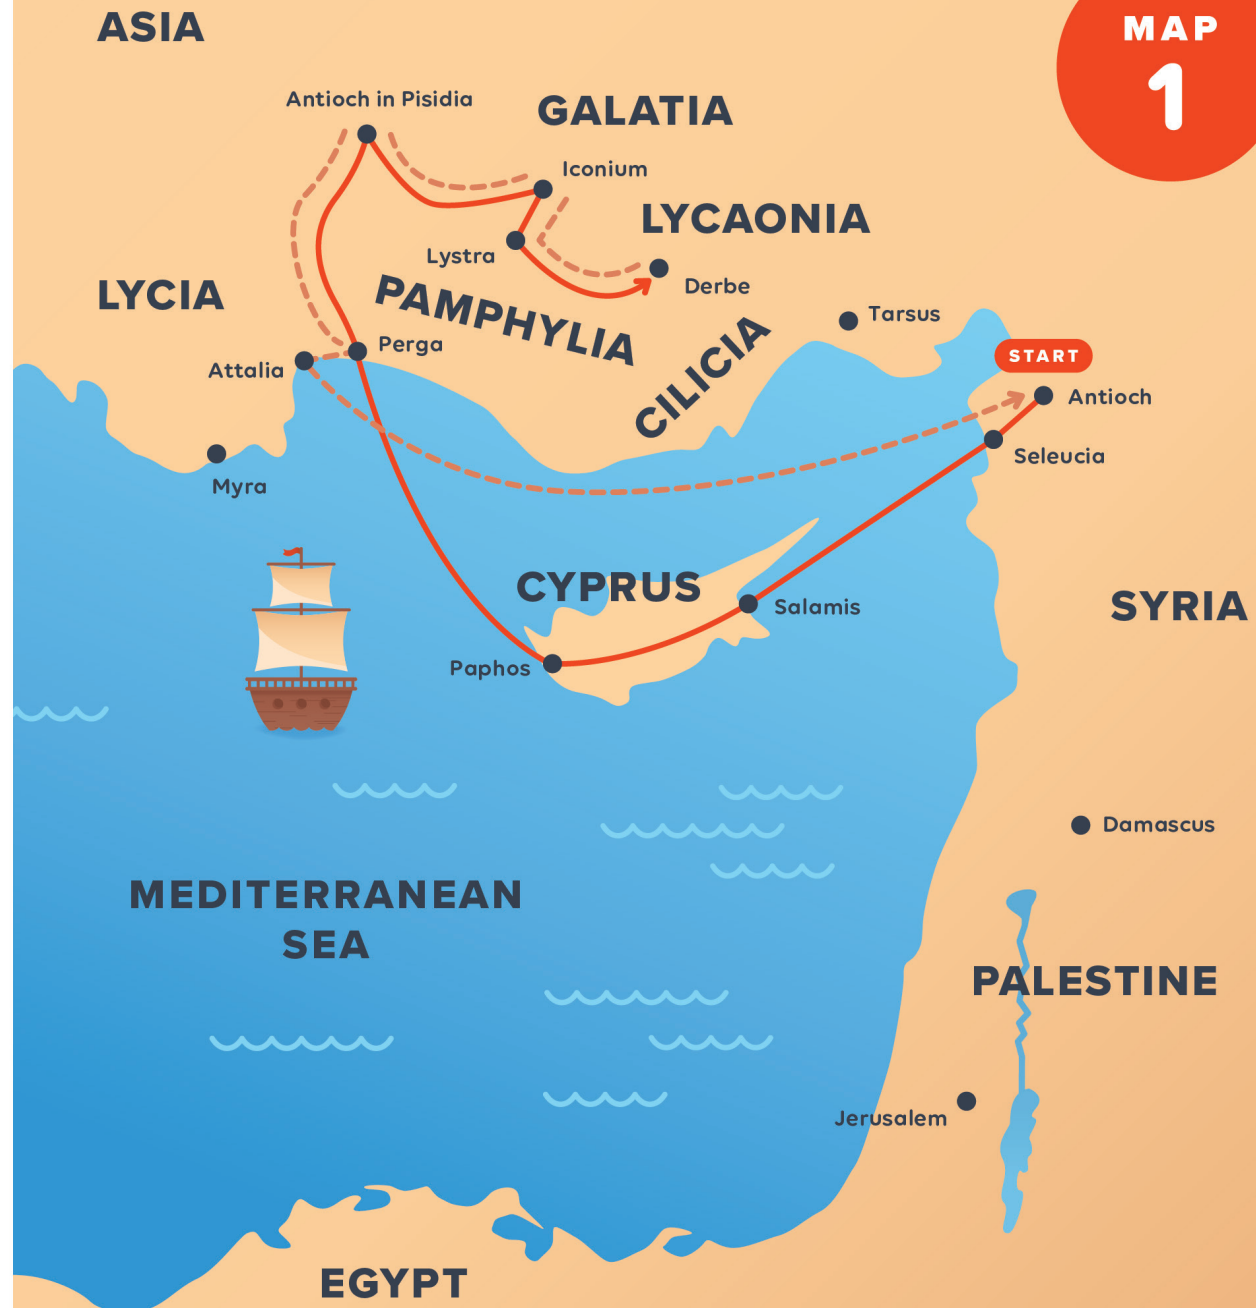 ASIA
MAP
1
Antioch in Pisidia
GALATIA
Iconium
LYCAONIA
Lystra
Derbe
LYCIA
PAMPHYLIA
Tarsus
CILICIA
Perga
START
Attalia
Antioch
Seleucia
Myra
CYPRUS
Salamis
SYRIA
Paphos
Damascus
MEDITERRANEAN
SEA
PALESTINE
Jerusalem
EGYPT